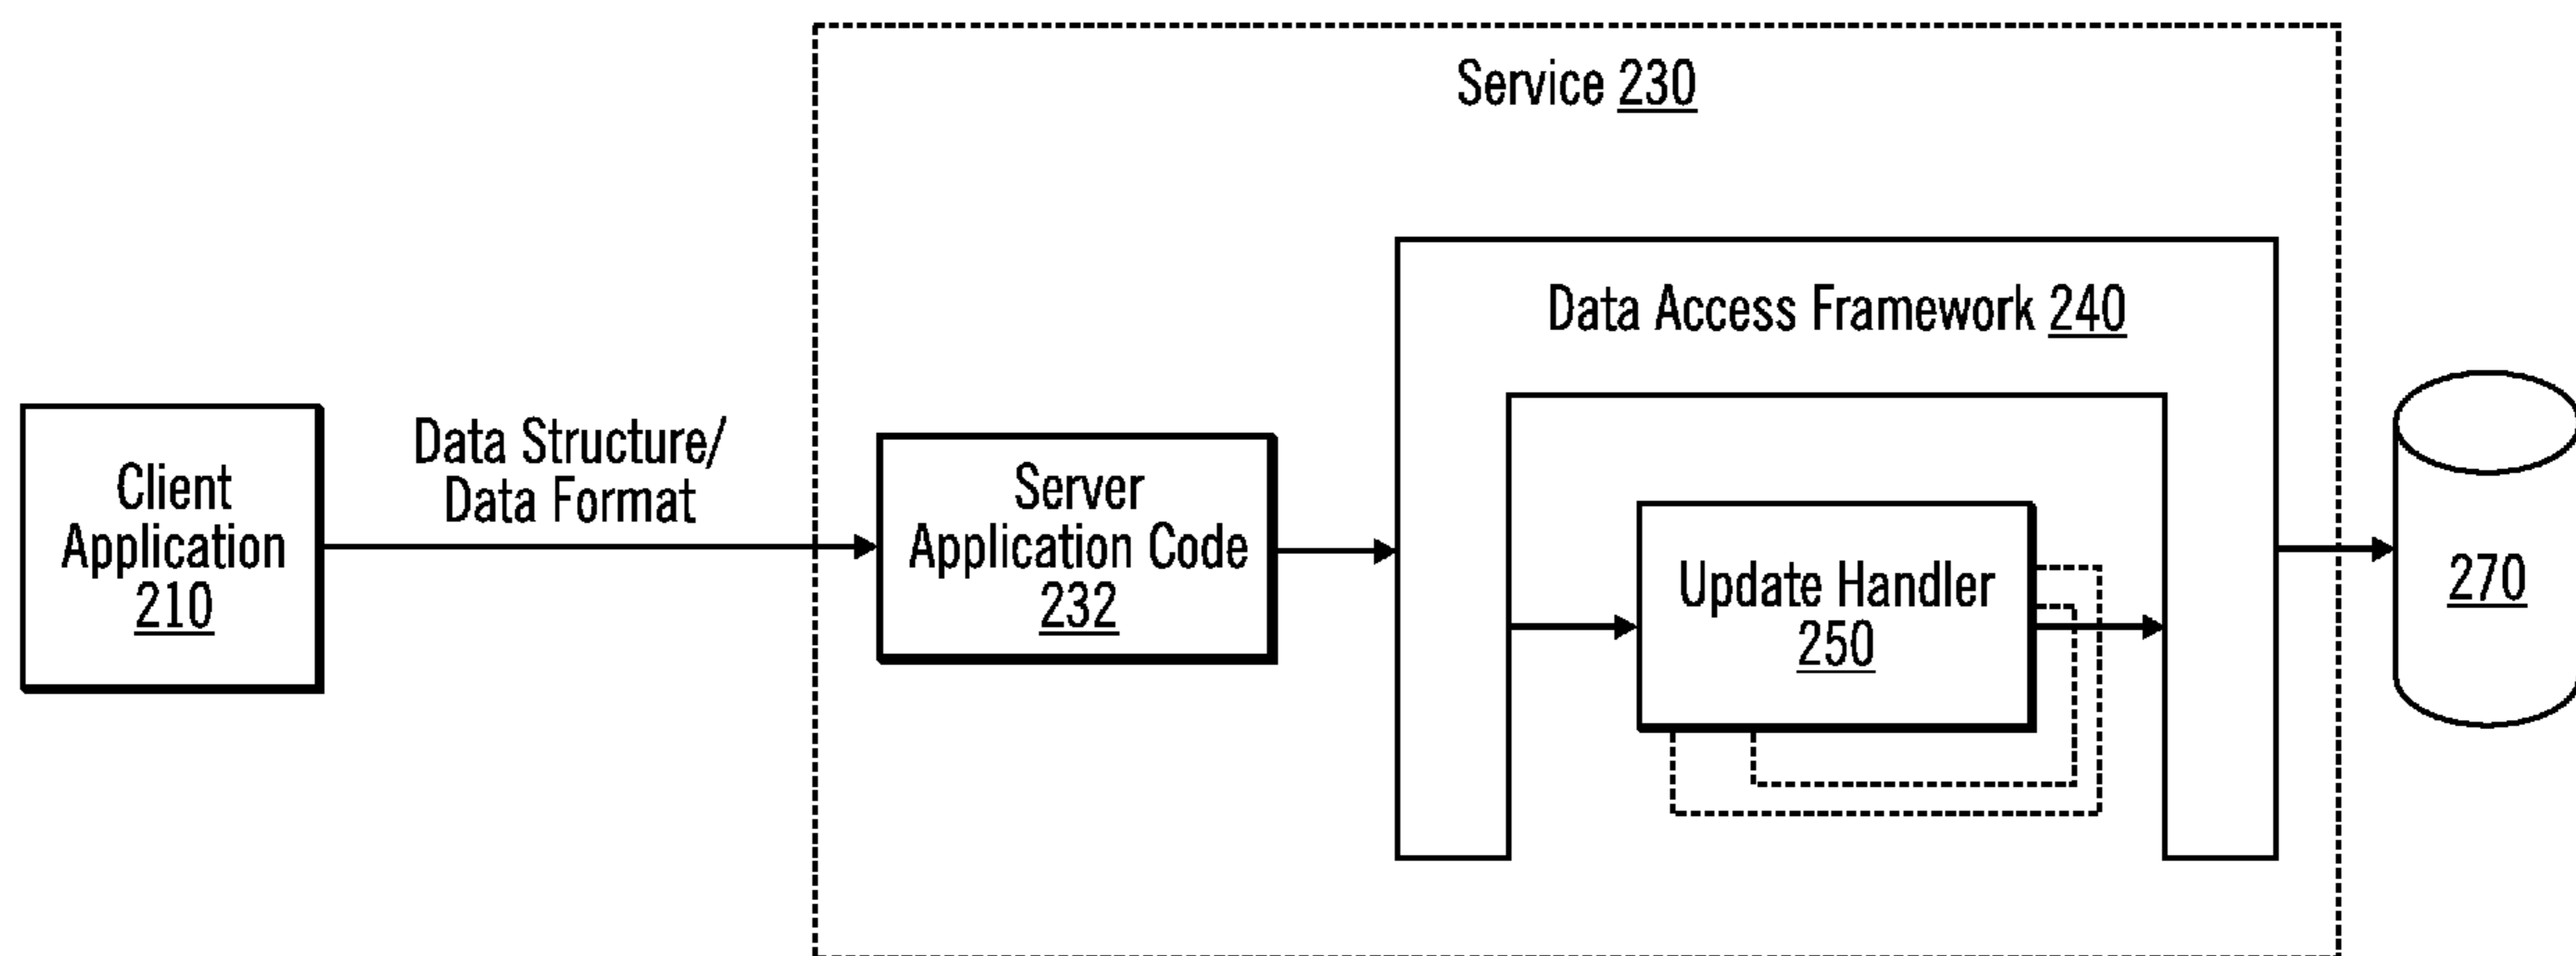 Service 230
Data Access Framework 240
Data Structure/
Data Format
Client
Application
210
Server
Application Code
232
Update Handler
250
270